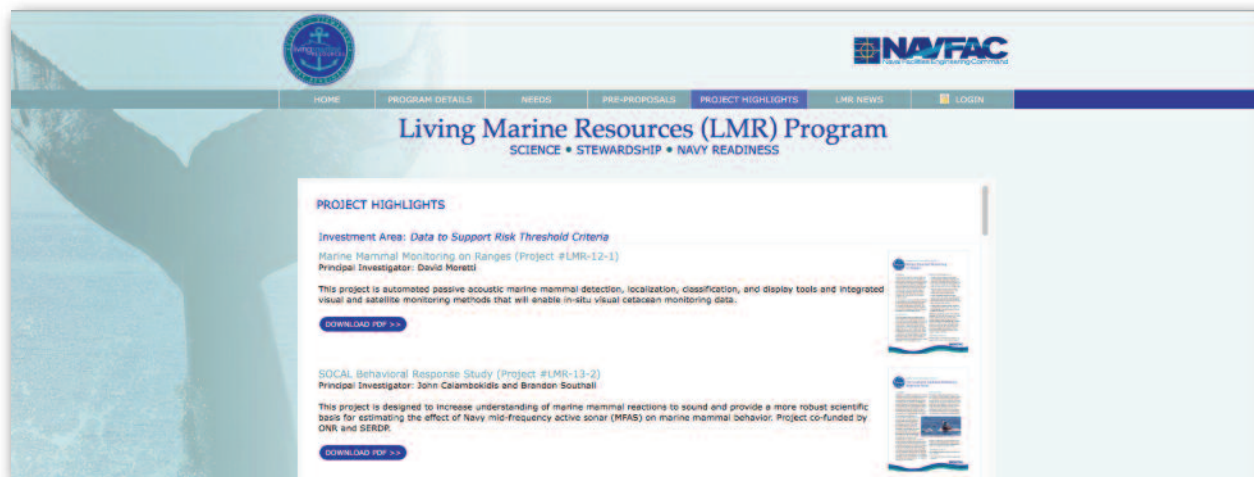 living marine
RESOURCES
NAVFAC
Naval Facilities Engineering Command
HOME PROGRAM DETAILS NEEDS PRE-PROPOSALS PROJECT HIGHLIGHTS LMR NEWS LOGIN
Living Marine Resources (LMR) Program
SCIENCE • STEWARDSHIP • NAVY READINESS
PROJECT HIGHLIGHTS
Investment Area: Data to Support Risk Threshold Criteria
Marine Mammal Monitoring on Ranges (Project #LMR-12-1)
Principal Investigator: David Moretti
This project is automated passive acoustic marine mammal detection, localization, classification, and display tools and integrated
visual and satellite monitoring methods that will enable in-situ visual cetacean monitoring data.
DOWNLOAD PDF >>
SOCAL Behavioral Response Study (Project #LMR-13-2)
Principal Investigator: John Calambokidis and Brandon Southall
This project is designed to increase understanding of marine mammal reactions to sound and provide a more robust scientific
basis for estimating the effect of Navy mid-frequency active sonar (MFAS) on marine mammal behavior. Project co-funded by
ONR and SERDP.
DOWNLOAD PDF >>